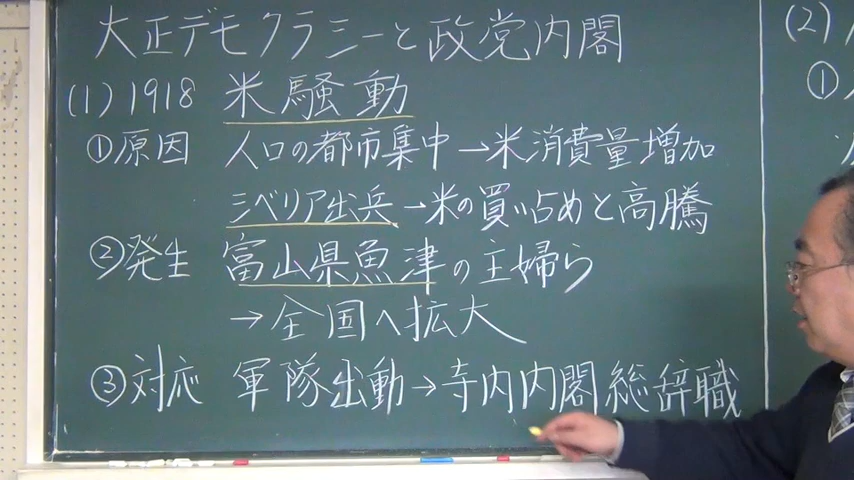 大正デモクラシーと政党内閣
(1) 1918 米騒動
①原因 人口の都市集中→米消費量増加
シベリア出兵→米の買い占めと高騰
②発生 富山県魚津の主婦ら
→全国へ拡大
③対応 軍隊出動→寺内内閣総辞職
(2)
①